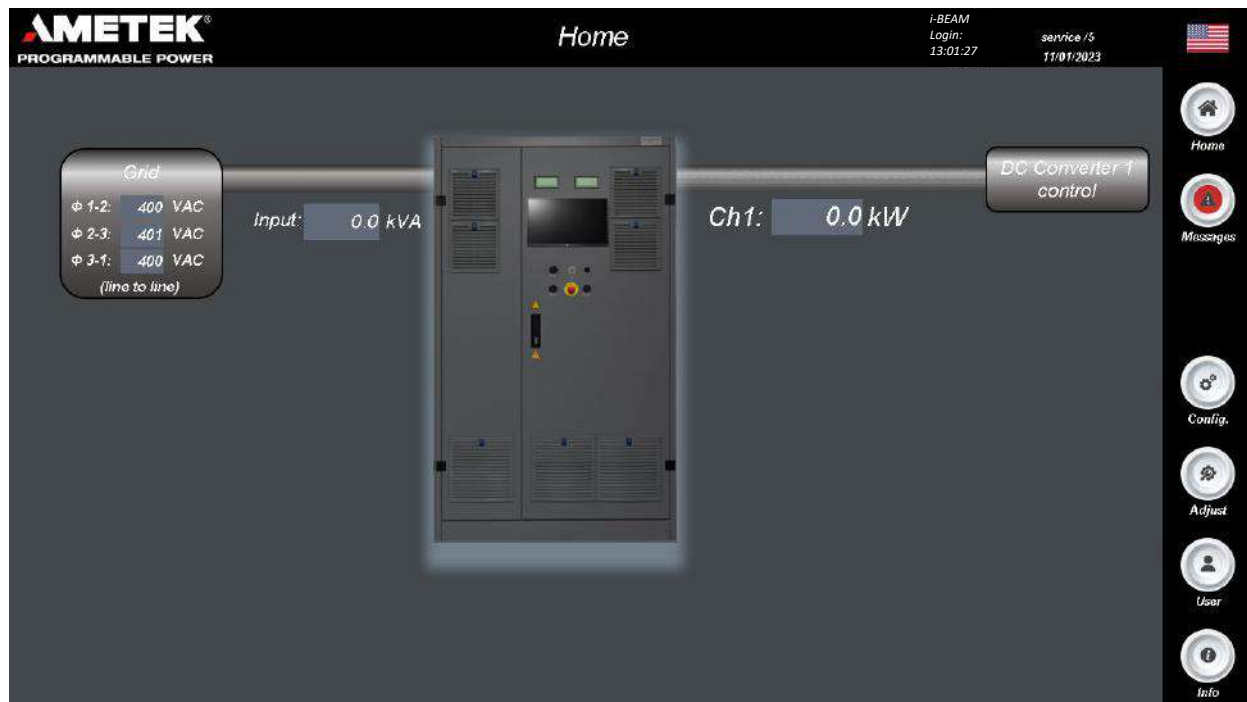 AMETEK®
PROGRAMMABLE POWER
Home
i-BEAM
Login:
13:01:27
service /5
11/01/2023
Home
Messages
Grid
Φ 1-2: 400 VAC
Φ 2-3: 401 VAC
Φ 3-1: 400 VAC
(line to line)
Input: 0.0 kVA
Ch1: 0.0 kW
DC Converter 1
control
Config.
Adjust
User
Info